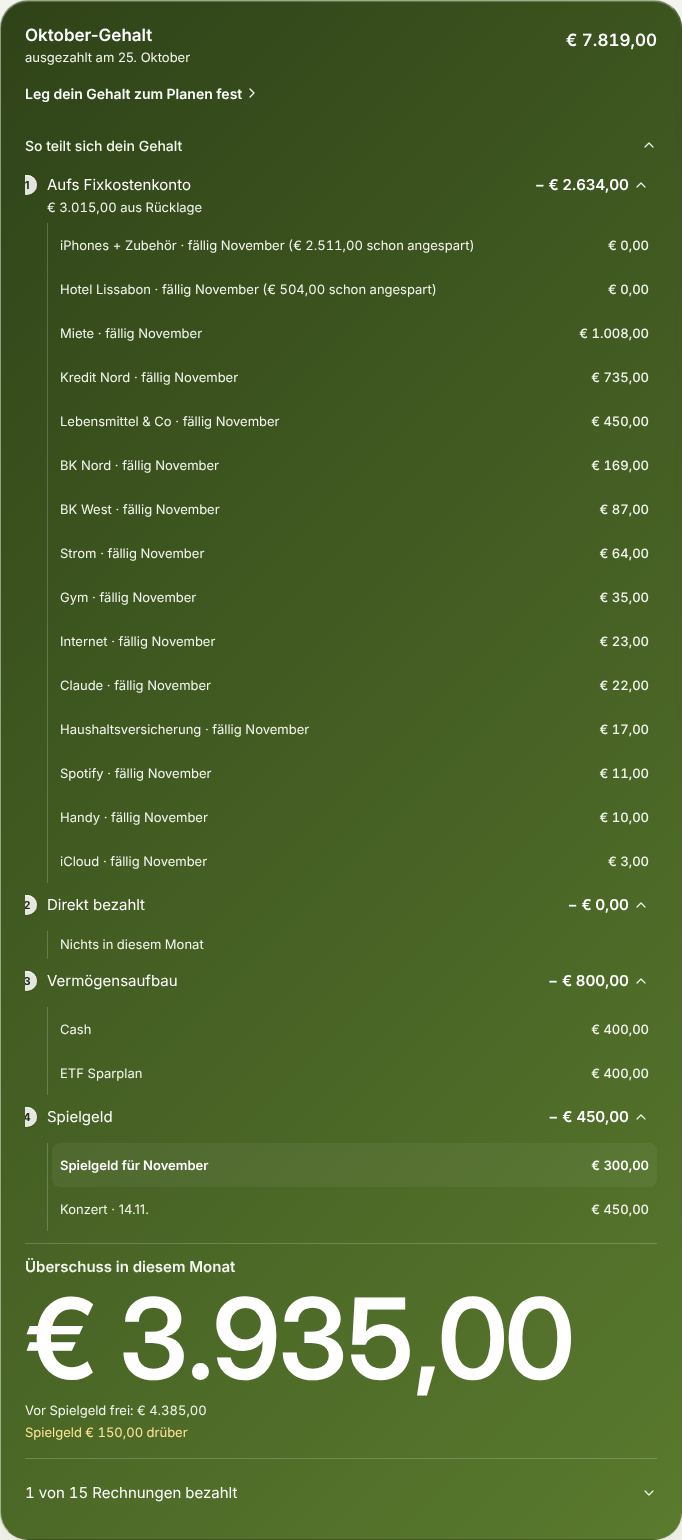 Oktober-Gehalt
€ 7.819,00
ausgezahlt am 25. Oktober
Leg dein Gehalt zum Planen fest
So teilt sich dein Gehalt
1 Aufs Fixkostenkonto – € 2.634,00
€ 3.015,00 aus Rücklage
iPhones + Zubehör · fällig November (€ 2.511,00 schon angespart) € 0,00
Hotel Lissabon · fällig November (€ 504,00 schon angespart) € 0,00
Miete · fällig November € 1.008,00
Kredit Nord · fällig November € 735,00
Lebensmittel & Co · fällig November € 450,00
BK Nord · fällig November € 169,00
BK West · fällig November € 87,00
Strom · fällig November € 64,00
Gym · fällig November € 35,00
Internet · fällig November € 23,00
Claude · fällig November € 22,00
Haushaltsversicherung · fällig November € 17,00
Spotify · fällig November € 11,00
Handy · fällig November € 10,00
iCloud · fällig November € 3,00
2 Direkt bezahlt – € 0,00
Nichts in diesem Monat
3 Vermögensaufbau – € 800,00
Cash € 400,00
ETF Sparplan € 400,00
4 Spielgeld – € 450,00
Spielgeld für November € 300,00
Konzert · 14.11. € 450,00
Überschuss in diesem Monat
€ 3.935,00
Vor Spielgeld frei: € 4.385,00
Spielgeld € 150,00 drüber
1 von 15 Rechnungen bezahlt